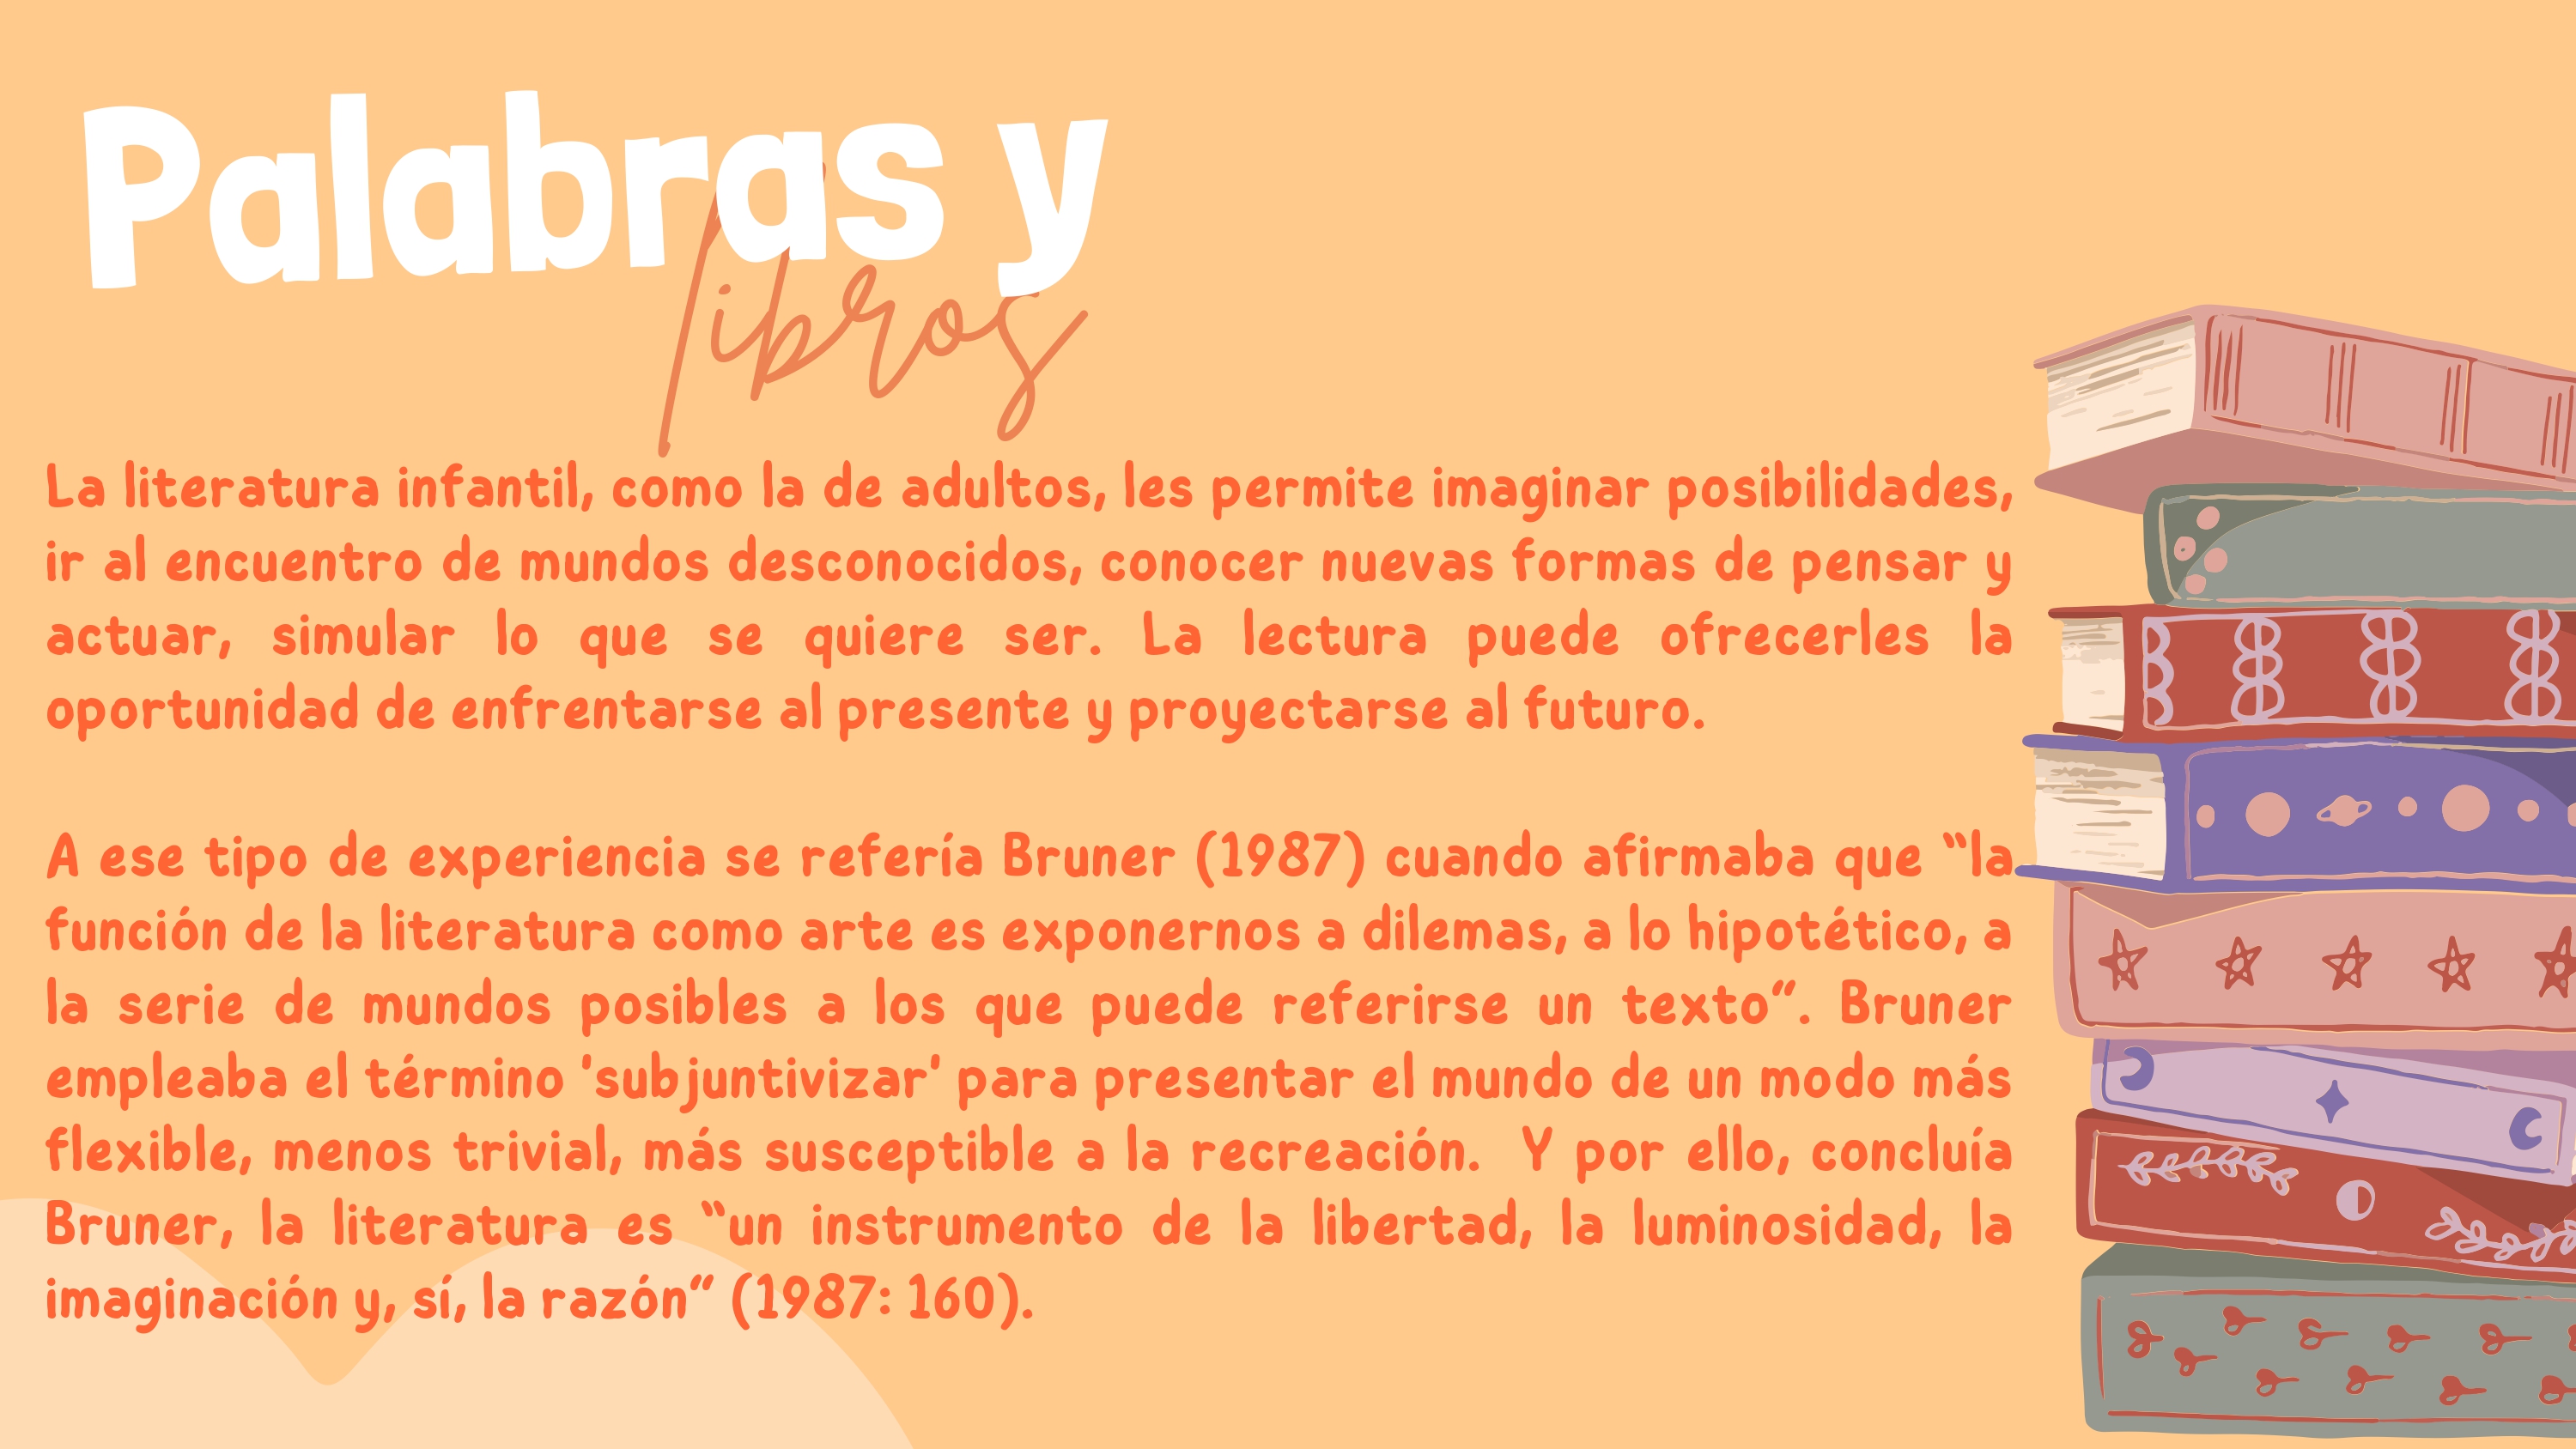 Palabras y
libros
La literatura infantil, como la de adultos, les permite imaginar posibilidades,
ir al encuentro de mundos desconocidos, conocer nuevas formas de pensar y
actuar, simular lo que se quiere ser. La lectura puede ofrecerles la
oportunidad de enfrentarse al presente y proyectarse al futuro.
A ese tipo de experiencia se refería Bruner (1987) cuando afirmaba que “la
función de la literatura como arte es exponernos a dilemas, a lo hipotético, a
la serie de mundos posibles a los que puede referirse un texto”. Bruner
empleaba el término 'subjuntivizar' para presentar el mundo de un modo más
flexible, menos trivial, más susceptible a la recreación.  Y por ello, concluía
Bruner, la literatura es “un instrumento de la libertad, la luminosidad, la
imaginación y, sí, la razón” (1987: 160).